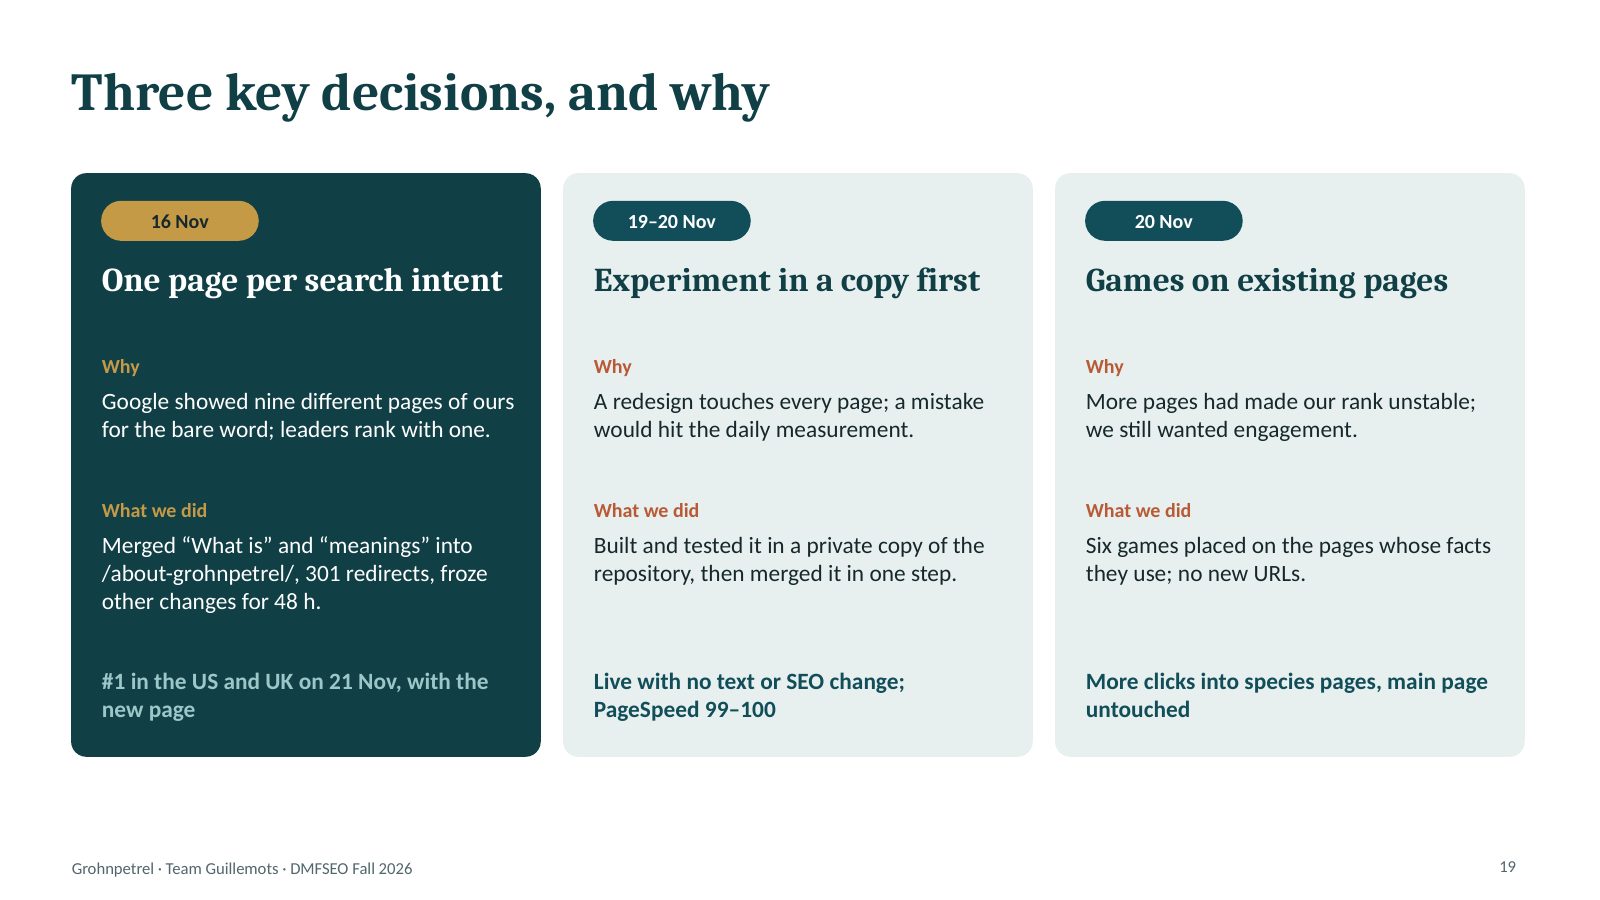 Three key decisions, and why
16 Nov
One page per search intent
Why
Google showed nine different pages of ours
for the bare word; leaders rank with one.
What we did
Merged “What is” and “meanings” into
/about-grohnpetrel/, 301 redirects, froze
other changes for 48 h.
#1 in the US and UK on 21 Nov, with the
new page
19–20 Nov
Experiment in a copy first
Why
A redesign touches every page; a mistake
would hit the daily measurement.
What we did
Built and tested it in a private copy of the
repository, then merged it in one step.
Live with no text or SEO change;
PageSpeed 99–100
20 Nov
Games on existing pages
Why
More pages had made our rank unstable;
we still wanted engagement.
What we did
Six games placed on the pages whose facts
they use; no new URLs.
More clicks into species pages, main page
untouched
Grohnpetrel · Team Guillemots · DMFSEO Fall 2026
19